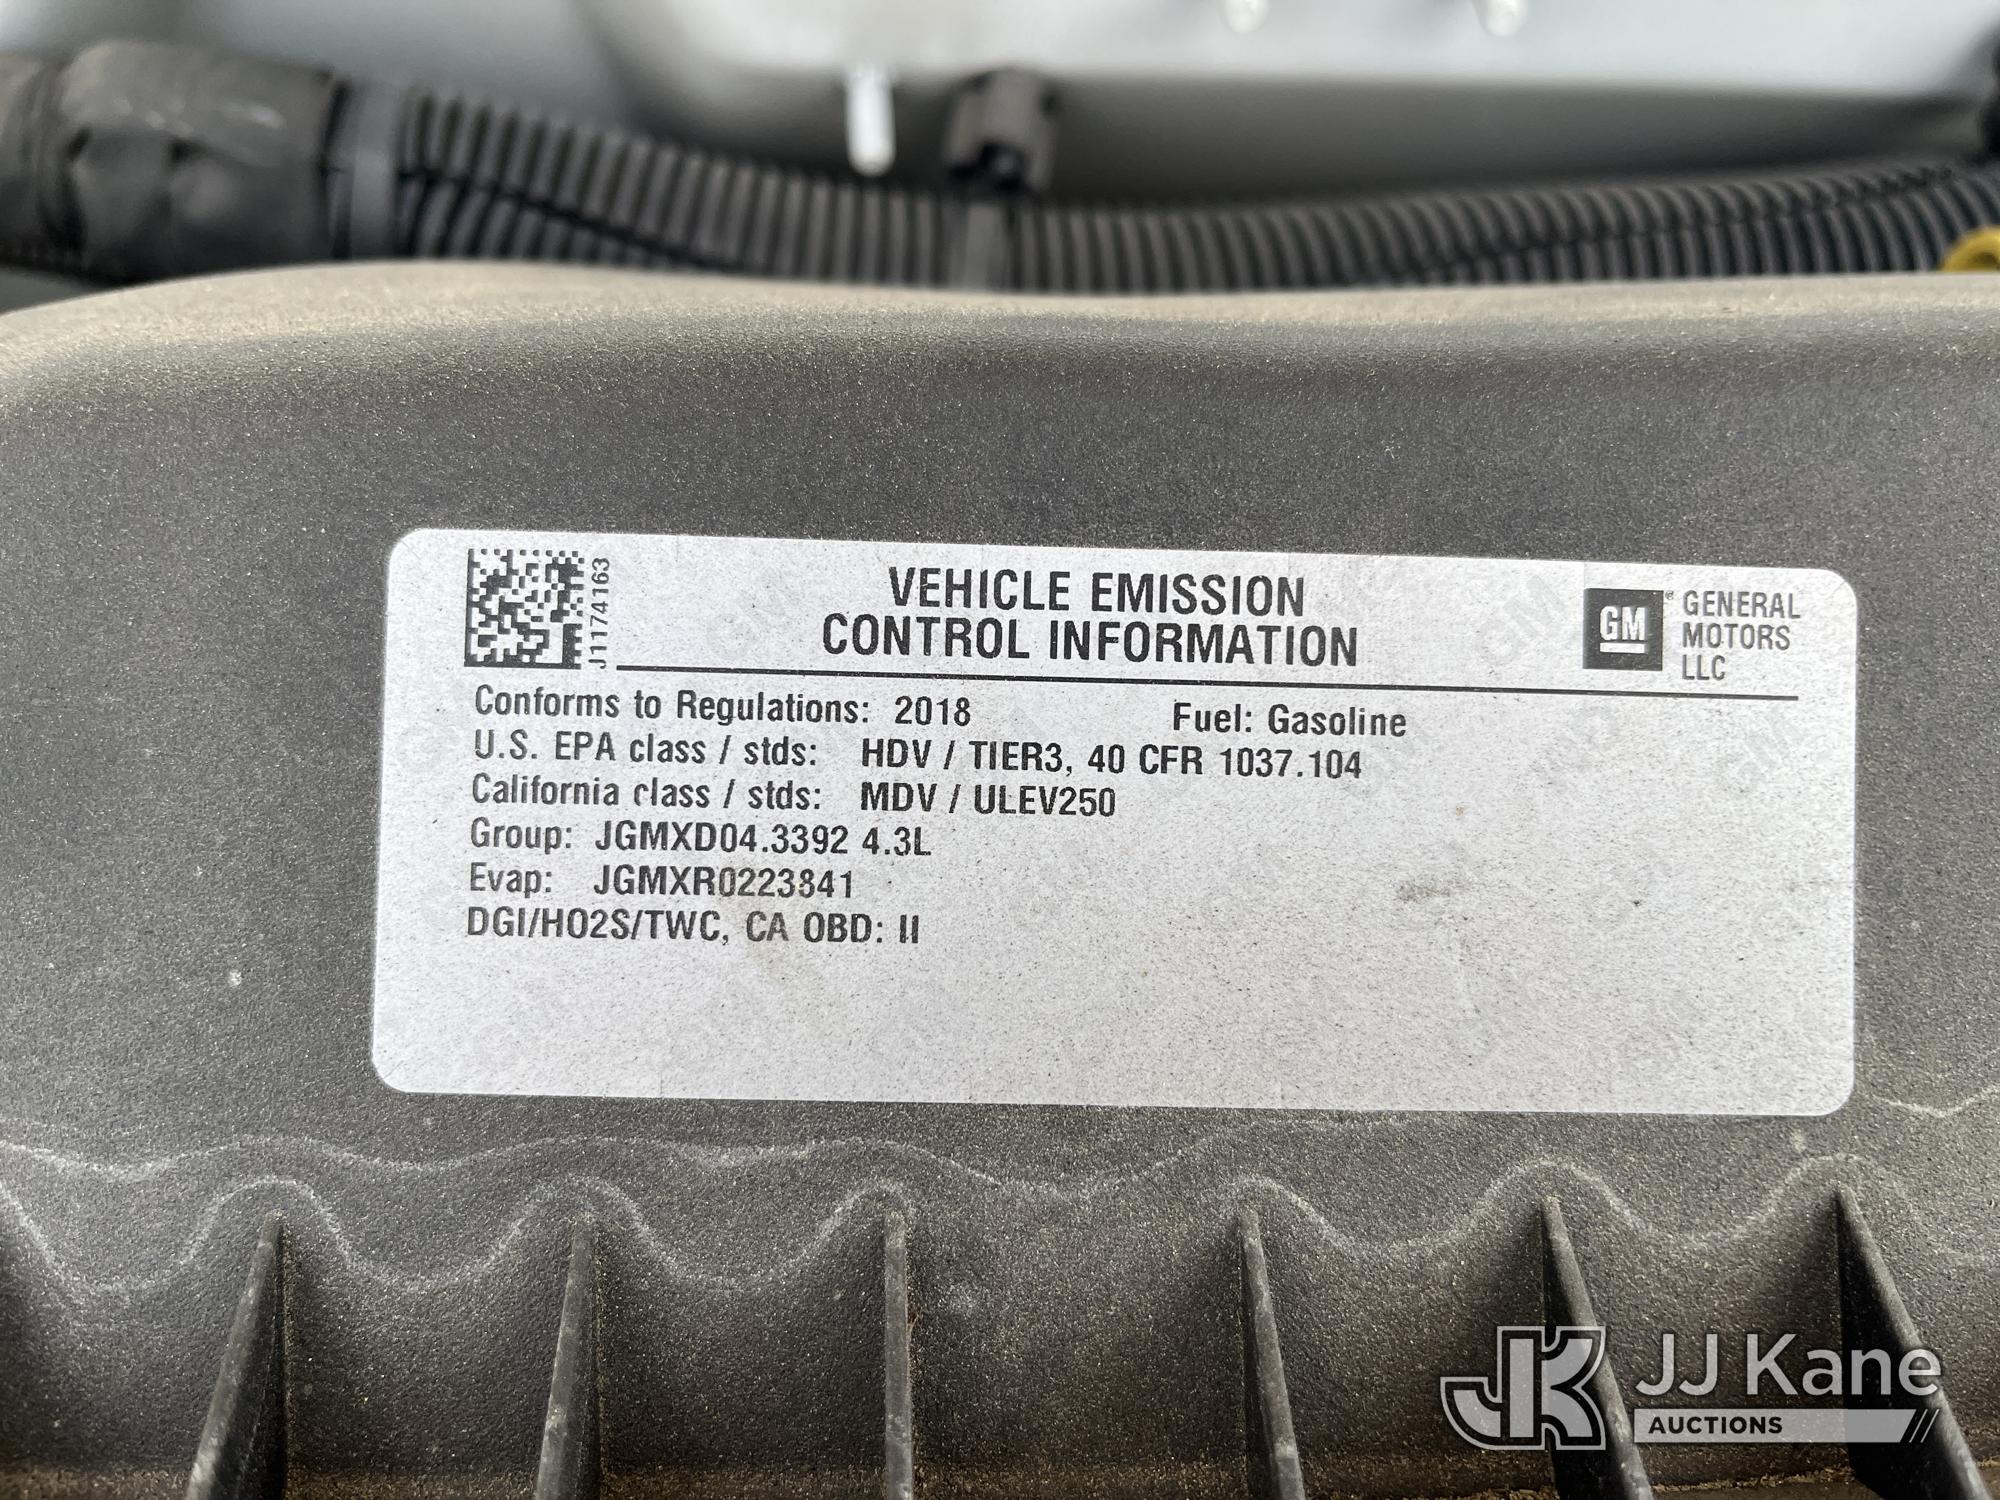 J1174163
VEHICLE EMISSION
CONTROL INFORMATION
GM® GENERAL
MOTORS
LLC
Conforms to Regulations: 2018 Fuel: Gasoline
U.S. EPA class / stds: HDV / TIER3, 40 CFR 1037.104
California class / stds: MDV / ULEV250
Group: JGMXD04.3392 4.3L
Evap: JGMXR0223841
DGI/HO2S/TWC, CA OBD: II
JK JJ Kane
AUCTIONS